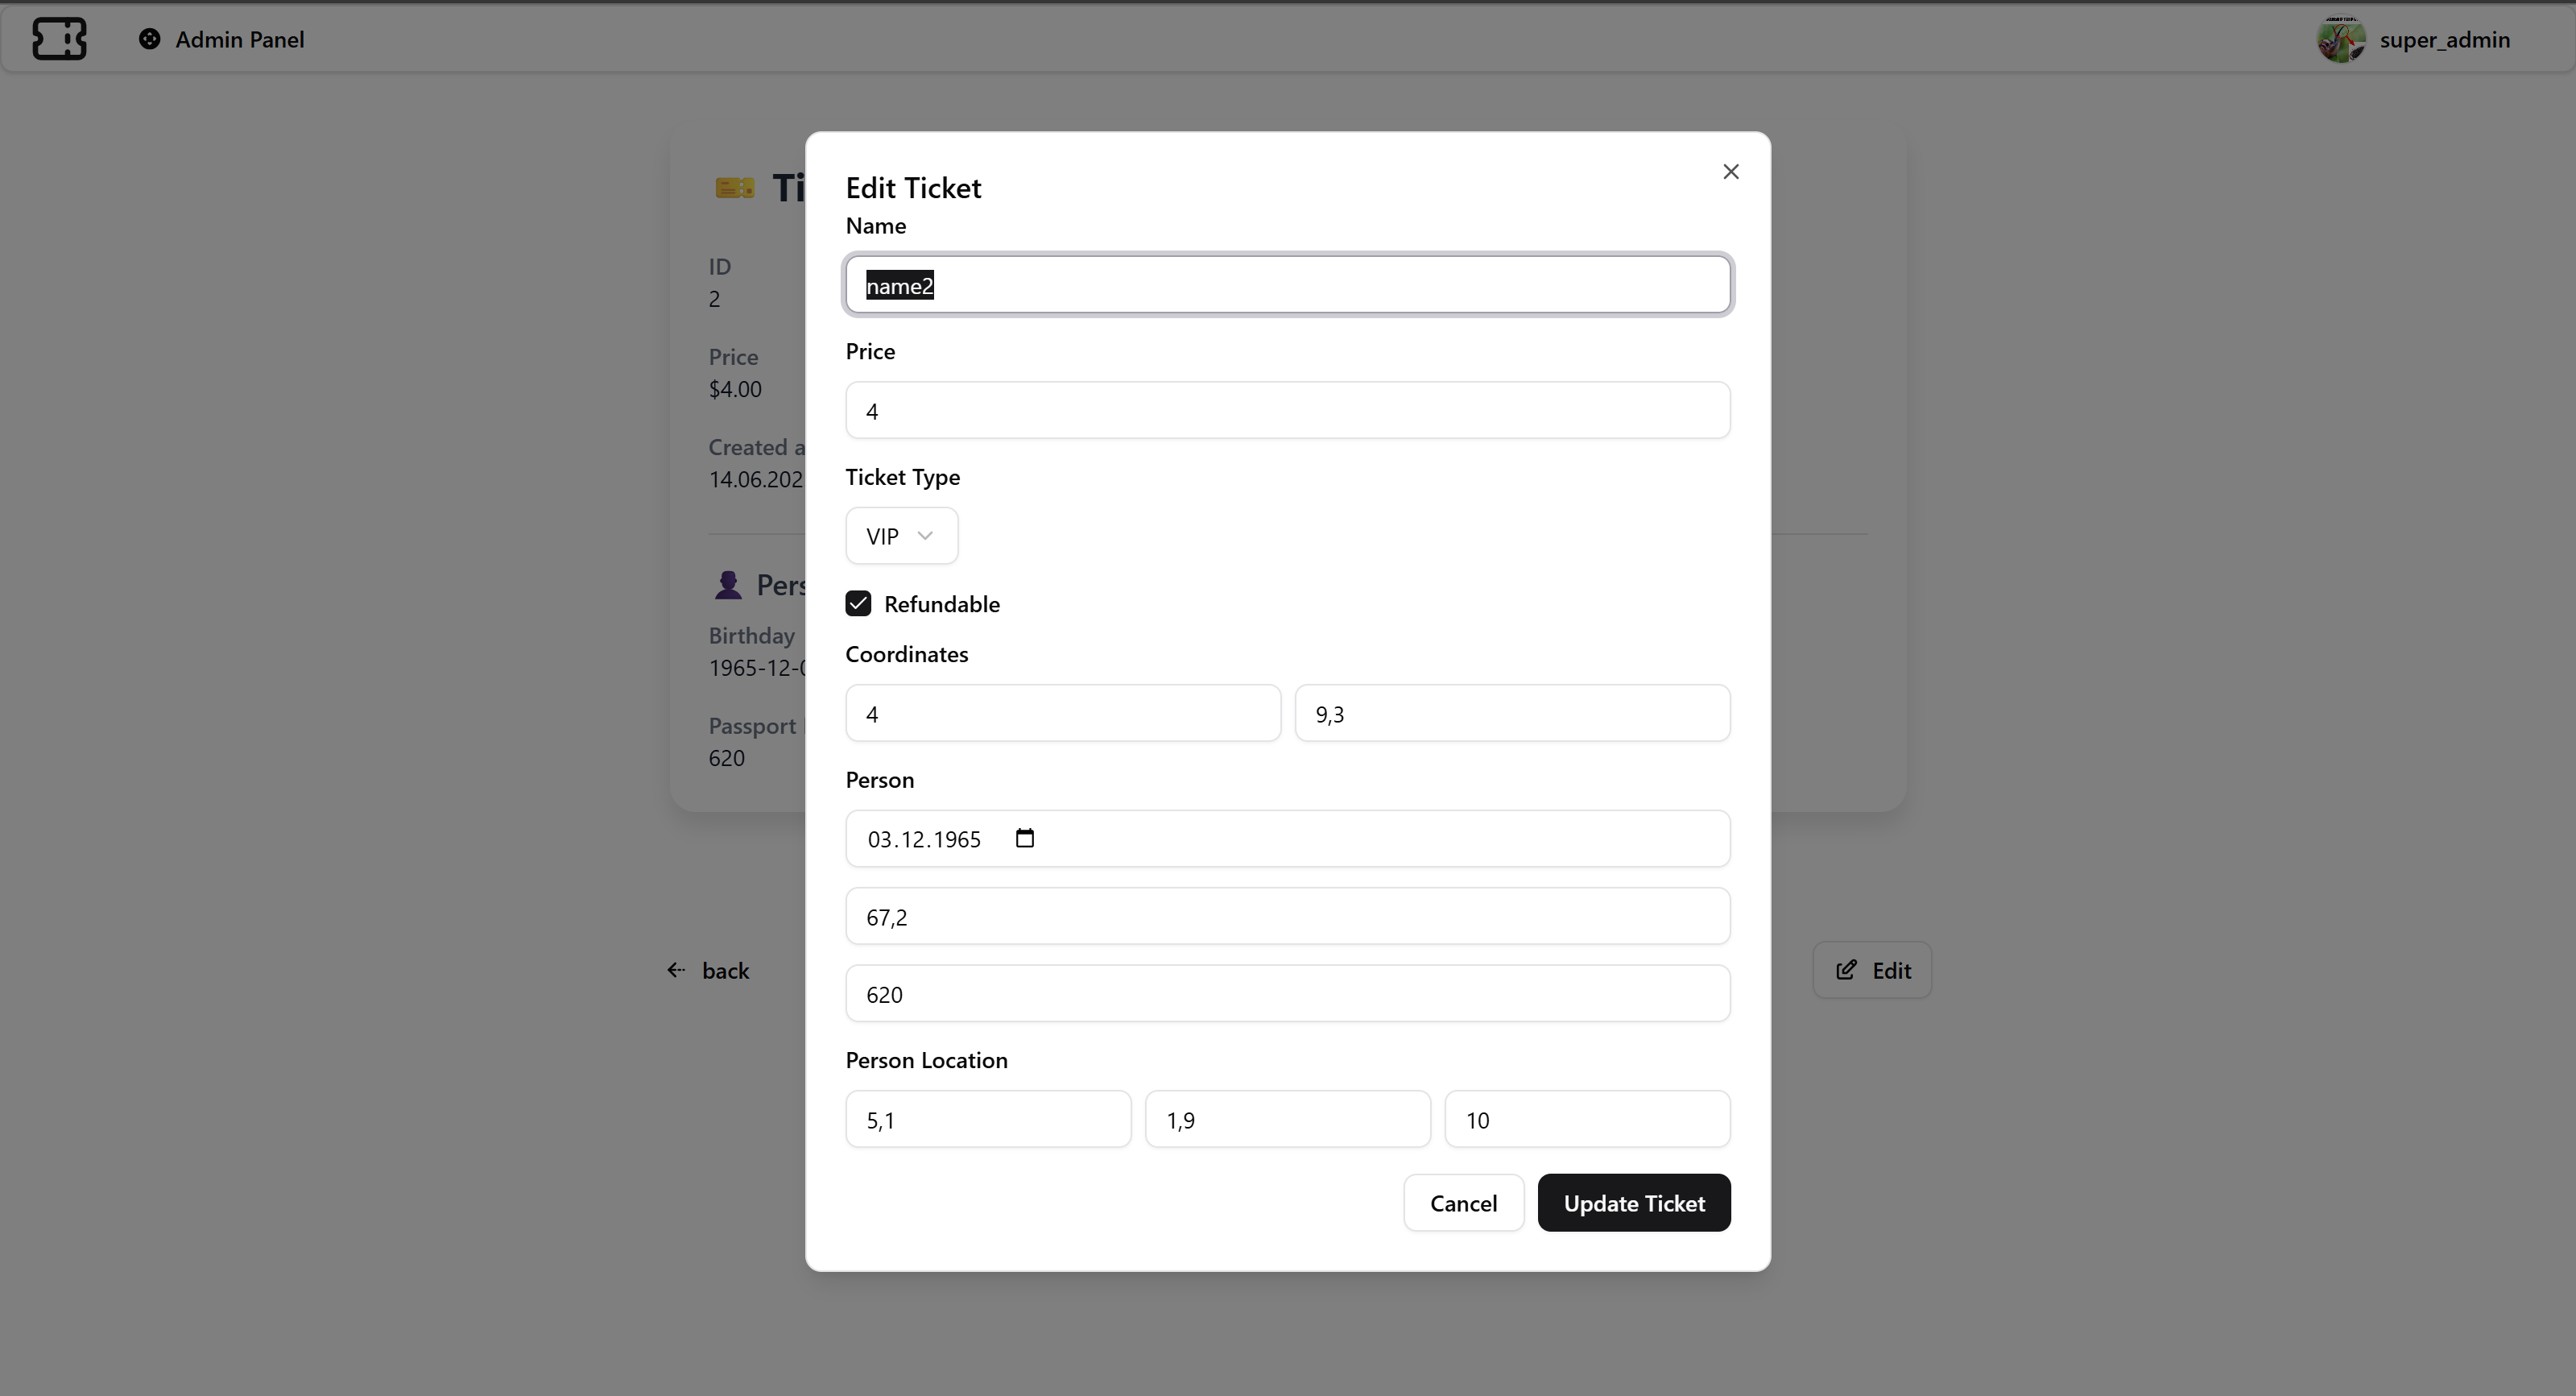 Admin Panel
super_admin
Ti
ID
2
Price
$4.00
Created a
14.06.202
Pers
Birthday
1965-12-0
Passport
620
back
Edit
Edit Ticket
Name
name2
Price
4
Ticket Type
VIP
Refundable
Coordinates
4 9,3
Person
03.12.1965
67,2
620
Person Location
5,1 1,9 10
Cancel Update Ticket